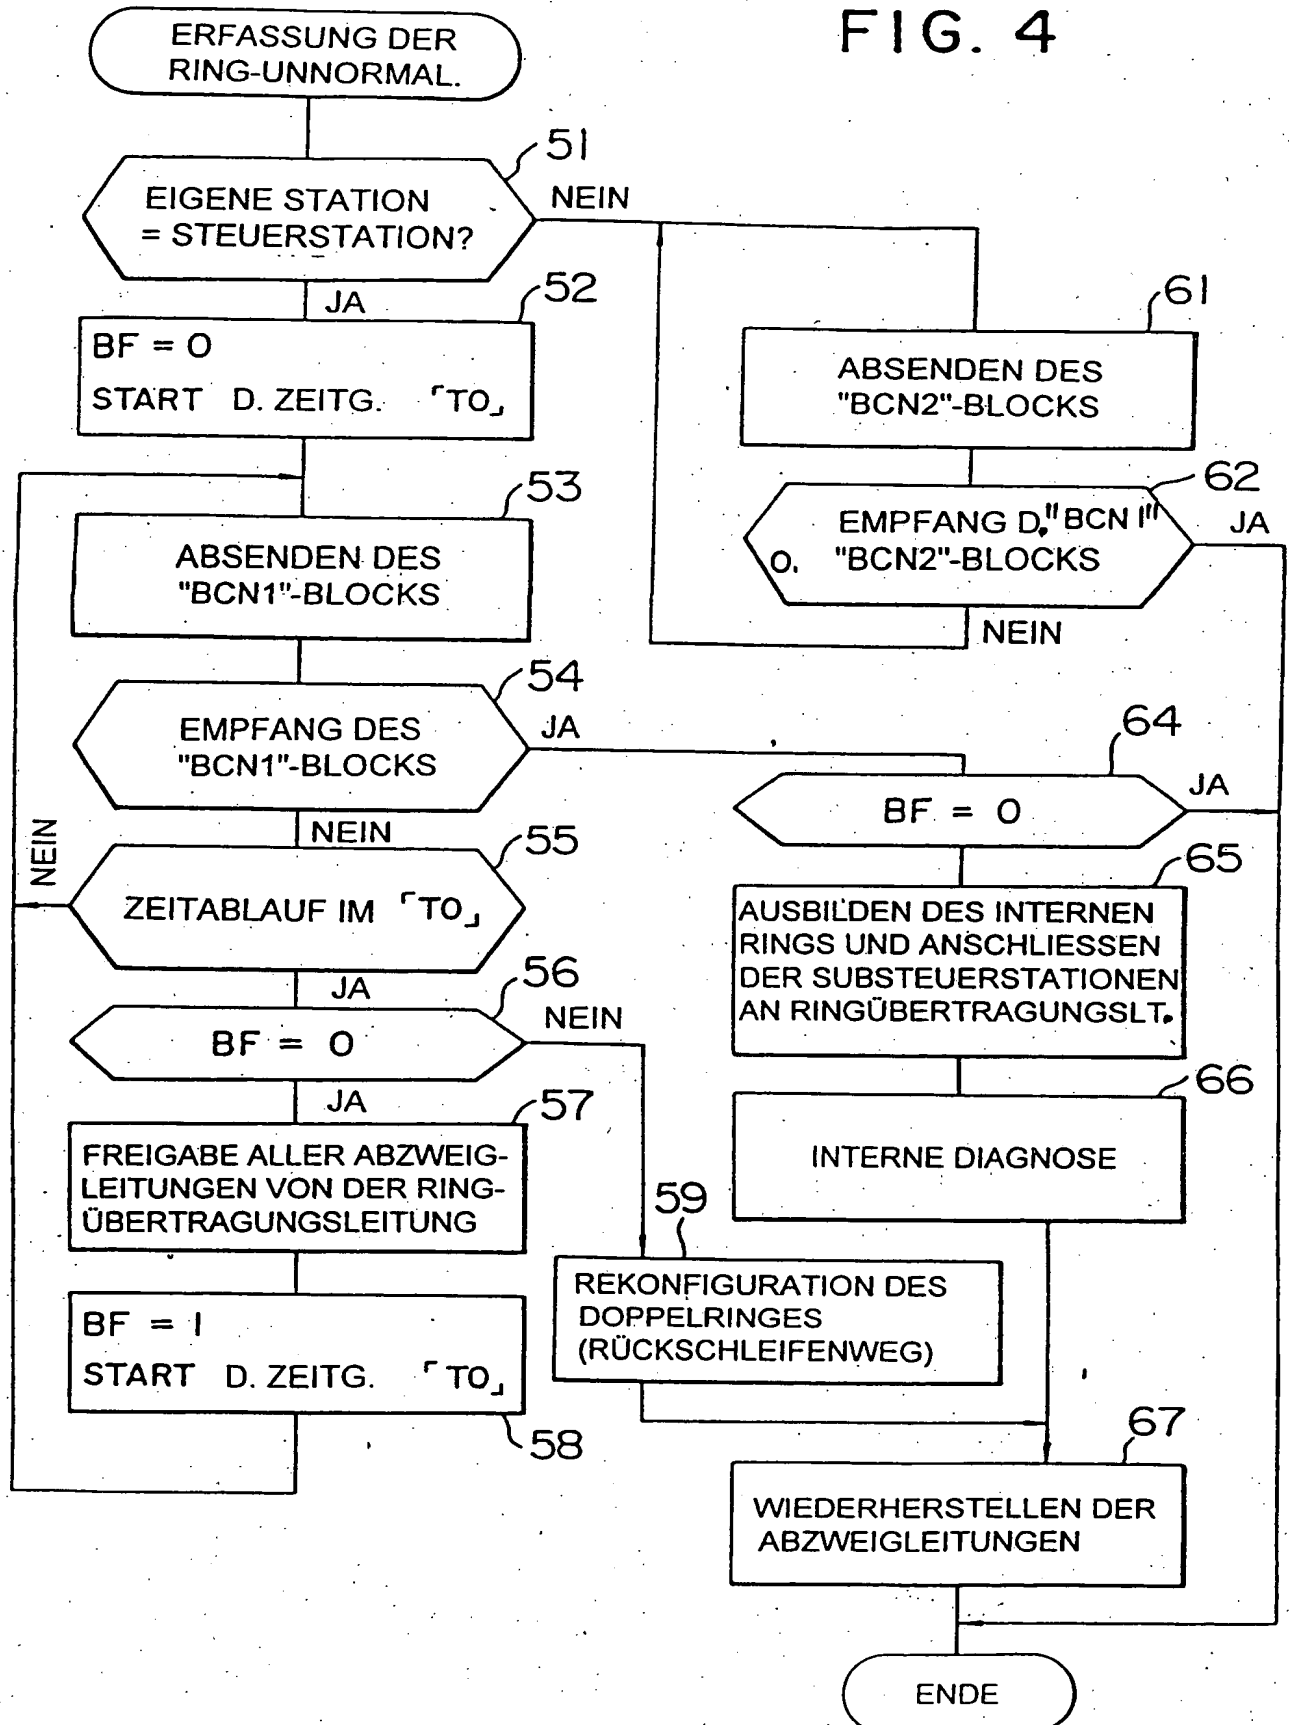 FIG. 4
ERFASSUNG DER
RING-UNNORMAL.
51
EIGENE STATION
= STEUERSTATION?
NEIN
JA
52
BF = 0
START D. ZEITG. 「TO」
53
ABSENDEN DES
"BCN1"-BLOCKS
54
EMPFANG DES
"BCN1"-BLOCKS
JA
NEIN
NEIN
55
ZEITABLAUF IM 「TO」
JA
56
BF = 0
NEIN
JA
57
FREIGABE ALLER ABZWEIG-
LEITUNGEN VON DER RING-
ÜBERTRAGUNGSLEITUNG
BF = 1
START D. ZEITG. 「TO」
58
59
REKONFIGURATION DES
DOPPELRINGES
(RÜCKSCHLEIFENWEG)
61
ABSENDEN DES
"BCN2"-BLOCKS
62
EMPFANG D. "BCN1"
O. "BCN2"-BLOCKS
JA
NEIN
64
BF = 0
JA
65
AUSBILDEN DES INTERNEN
RINGS UND ANSCHLIESSEN
DER SUBSTEUERSTATIONEN
AN RINGÜBERTRAGUNGSLT.
66
INTERNE DIAGNOSE
67
WIEDERHERSTELLEN DER
ABZWEIGLEITUNGEN
ENDE